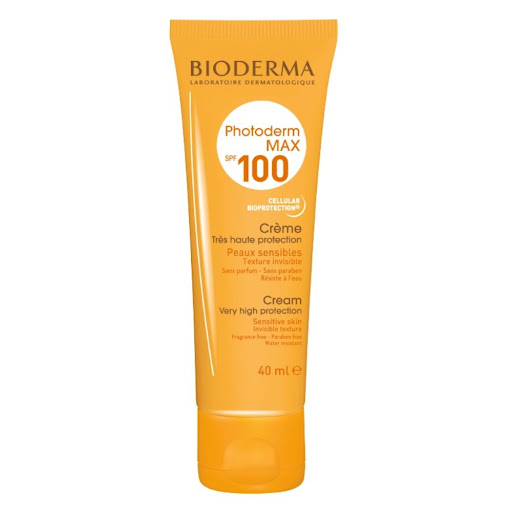 BIODERMA
LABORATOIRE DERMATOLOGIQUE
Photoderm
MAX
SPF 100
CELLULAR
BIOPROTECTION®
Crème
Très haute protection
Peaux sensibles
Texture invisible
Sans parfum - Sans paraben
Résiste à l'eau
Cream
Very high protection
Sensitive skin
Invisible texture
Fragrance free - Paraben free
Water resistant
40 ml e